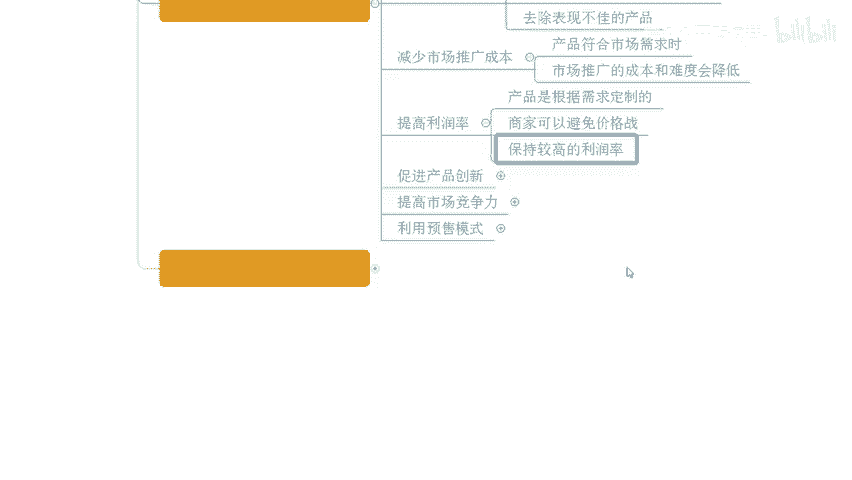 去除表现不佳的产品
bilibili
减少市场推广成本
产品符合市场需求时
市场推广的成本和难度会降低
提高利润率
产品是根据需求定制的
商家可以避免价格战
保持较高的利润率
促进产品创新
提高市场竞争力
利用预售模式